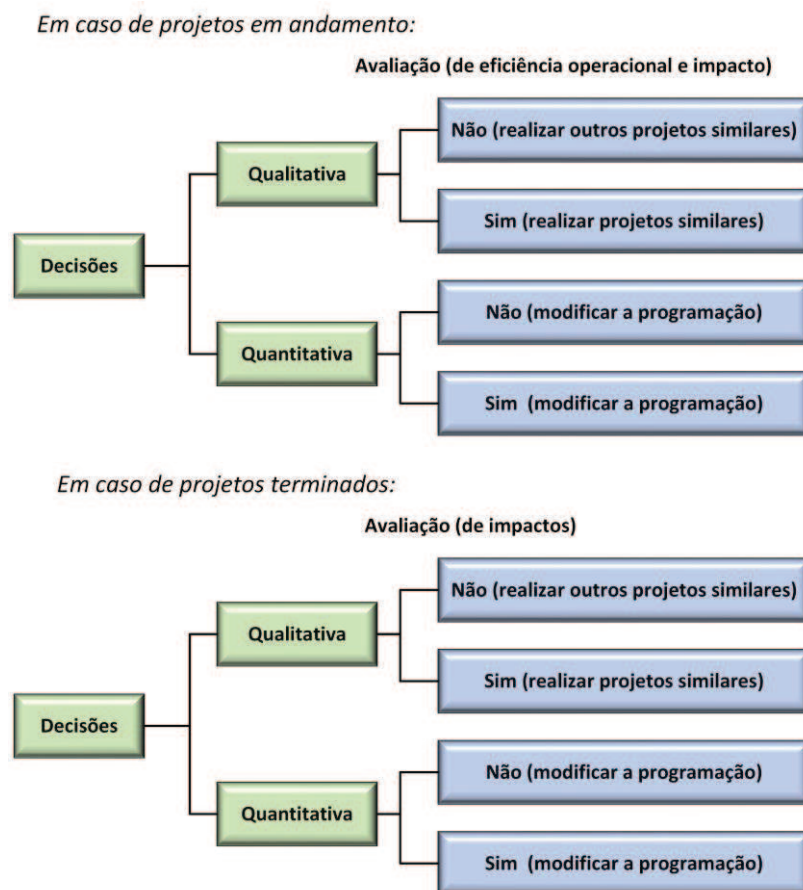 Em caso de projetos em andamento:
Avaliação (de eficiência operacional e impacto)
Não (realizar outros projetos similares)
Qualitativa
Sim (realizar projetos similares)
Decisões
Não (modificar a programação)
Quantitativa
Sim (modificar a programação)
Em caso de projetos terminados:
Avaliação (de impactos)
Não (realizar outros projetos similares)
Qualitativa
Sim (realizar projetos similares)
Decisões
Não (modificar a programação)
Quantitativa
Sim (modificar a programação)